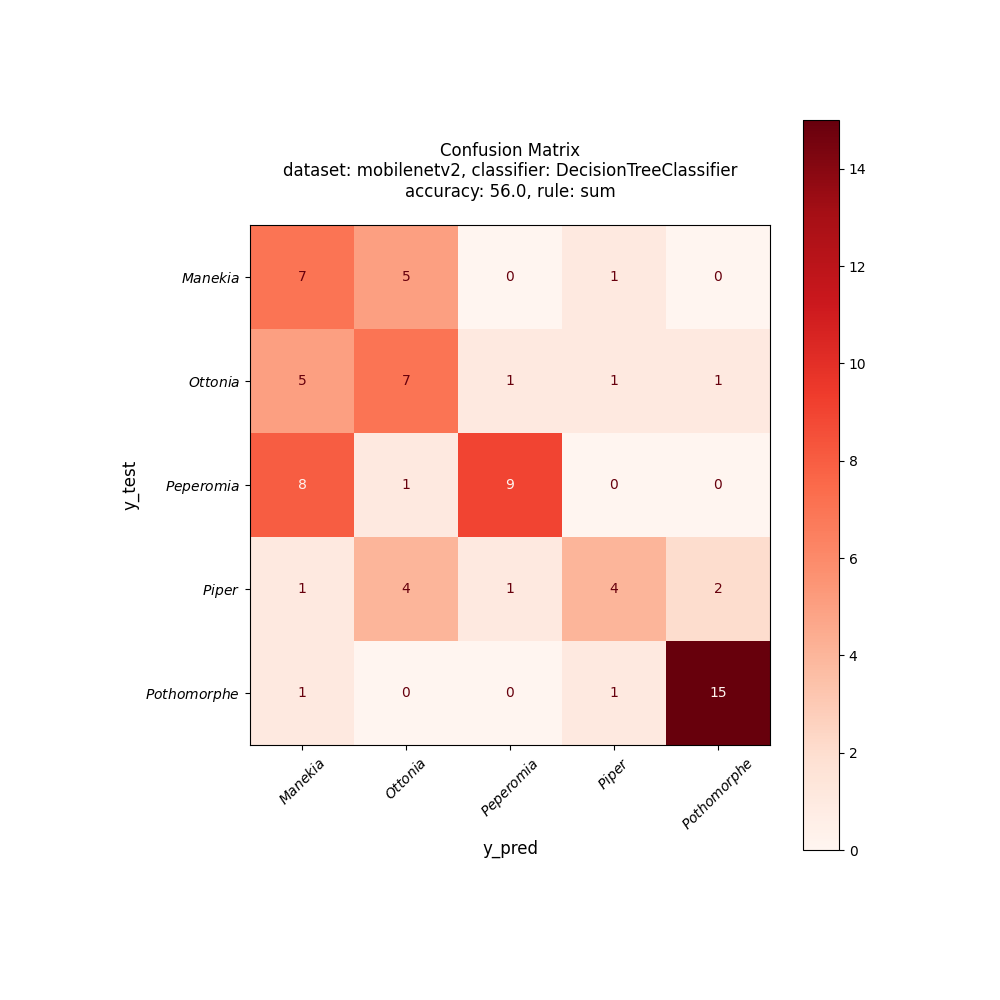 Confusion Matrix
dataset: mobilenetv2, classifier: DecisionTreeClassifier
accuracy: 56.0, rule: sum
y_test
Manekia 7 5 0 1 0
Ottonia 5 7 1 1 1
Peperomia 8 1 9 0 0
Piper 1 4 1 4 2
Pothomorphe 1 0 0 1 15
Manekia Ottonia Peperomia Piper Pothomorphe
y_pred
14
12
10
8
6
4
2
0